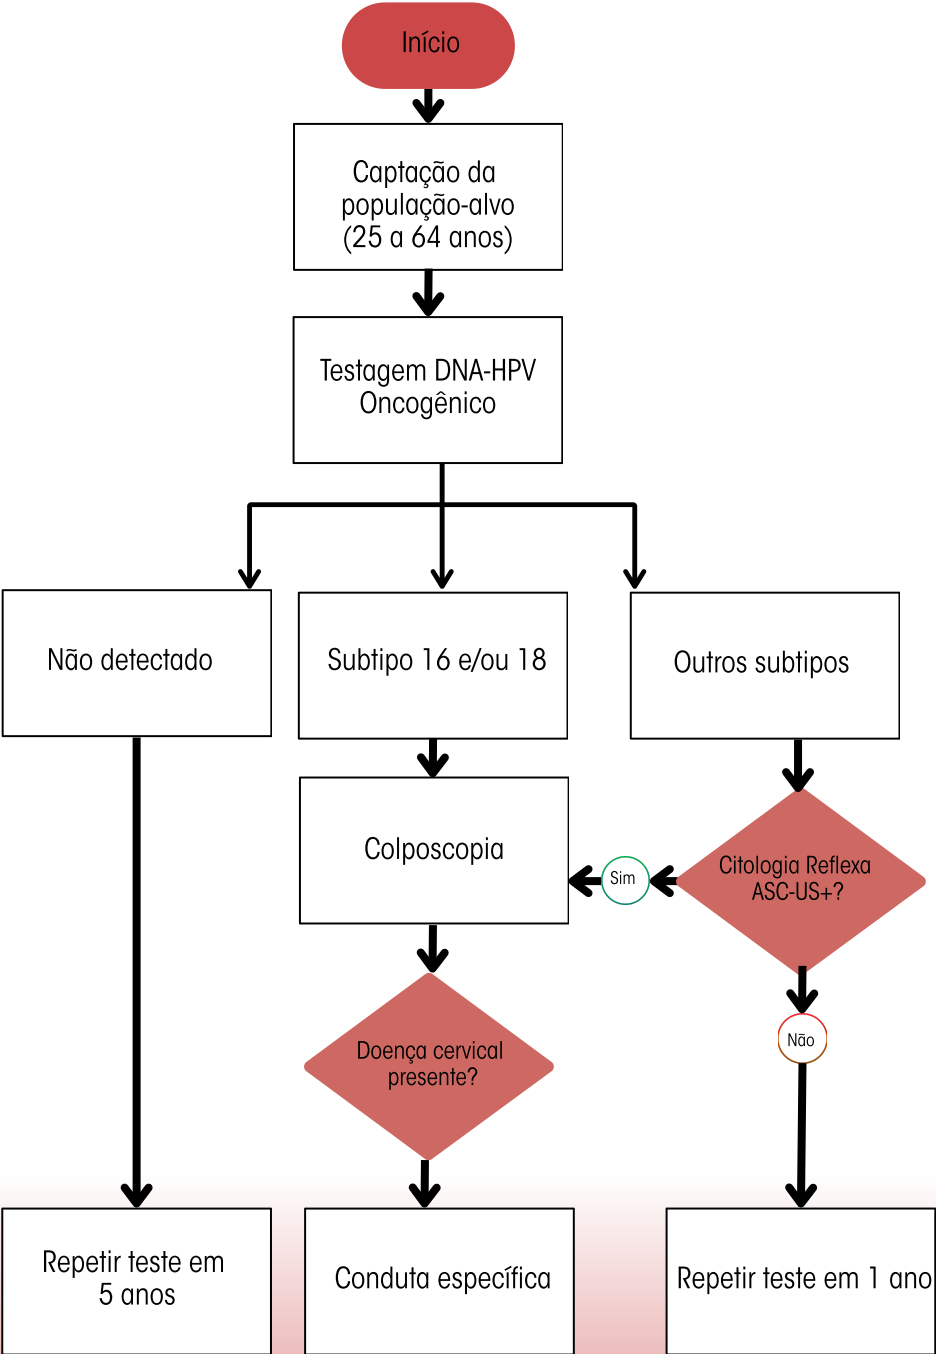 Início
Captação da
população-alvo
(25 a 64 anos)
Testagem DNA-HPV
Oncogênico
Não detectado
Subtipo 16 e/ou 18
Outros subtipos
Colposcopia
Sim
Citologia Reflexa
ASC-US+?
Doença cervical
presente?
Não
Repetir teste em
5 anos
Conduta específica
Repetir teste em 1 ano